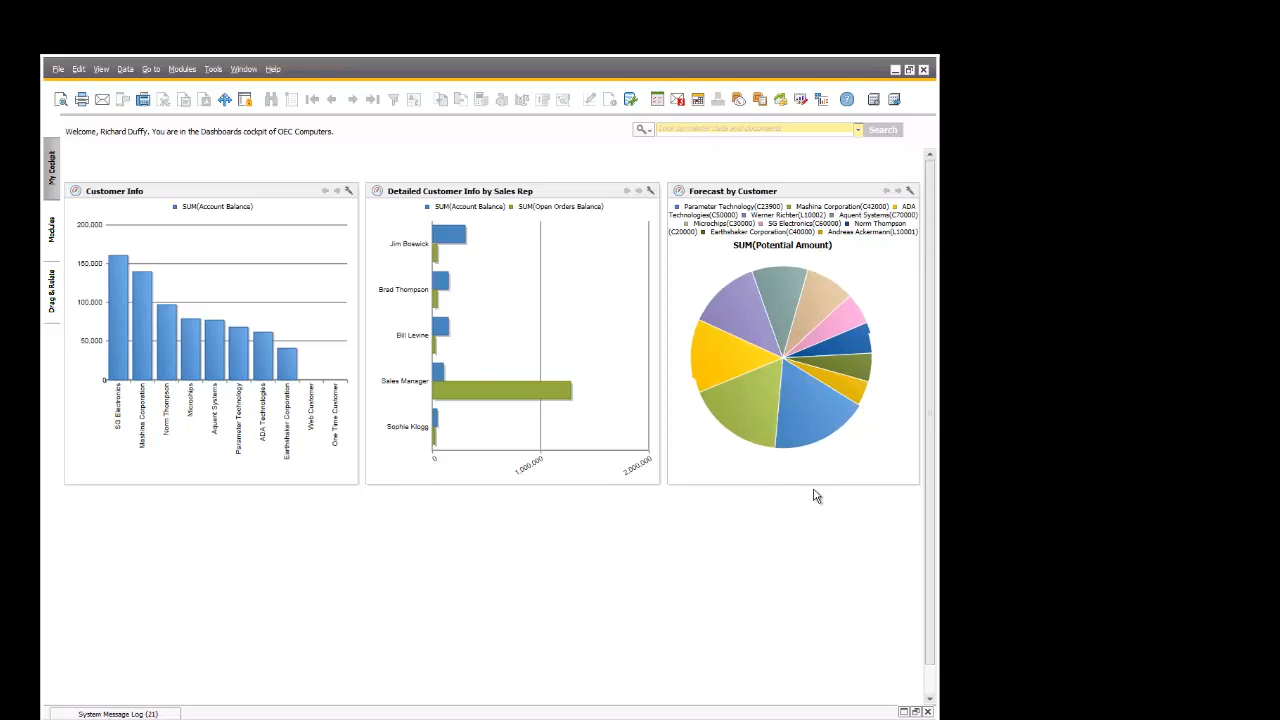 File Edit View Data Go to Modules Tools Window Help
Welcome, Richard Duffy. You are in the Dashboards cockpit of OEC Computers.
Look up master data and documents
Search
My Cockpit
Modules
Drag & Relate
Customer Info
SUM(Account Balance)
200,000
150,000
100,000
50,000
0
SG Electronics
Mashina Corporation
Norm Thompson
Microchips
Aquent Systems
Parameter Technology
ADA Technologies
Earthshaker Corporation
Web Customer
One Time Customer
Detailed Customer Info by Sales Rep
SUM(Account Balance) SUM(Open Orders Balance)
Jim Boswick
Brad Thompson
Bill Levine
Sales Manager
Sophie Klogg
0
1,000,000
2,000,000
Forecast by Customer
Parameter Technology(C23900) Mashina Corporation(C42000) ADA
Technologies(C50000) Werner Richter(L10002) Aquent Systems(C70000)
Microchips(C30000) SG Electronics(C60000) Norm Thompson
(C20000) Earthshaker Corporation(C40000) Andreas Ackermann(L10001)
SUM(Potential Amount)
System Message Log (21)